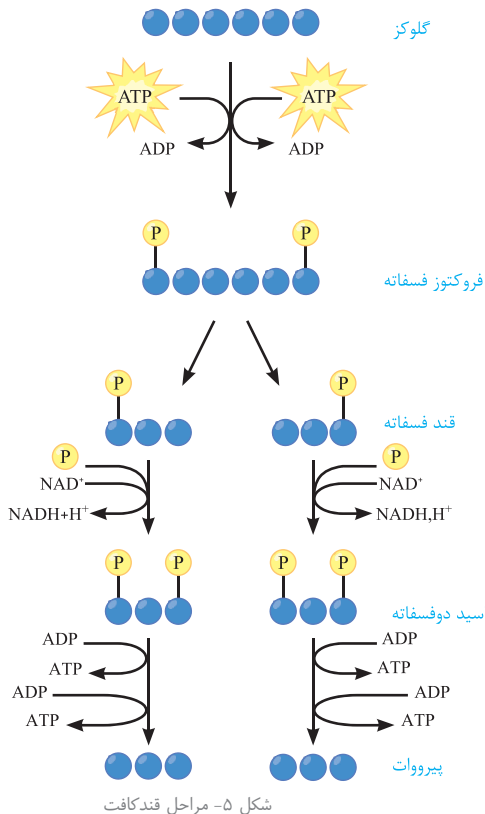 گلوکز
ATP ATP
ADP ADP
P P
فروکتوز فسفاته
P P
قند فسفاته
P P
NAD⁺ NAD⁺
NADH+H⁺ NADH,H⁺
P P P P
سید دوفسفاته
ADP ADP
ATP ATP
ADP ADP
ATP ATP
پیرووات
شکل ۵- مراحل قندکافت